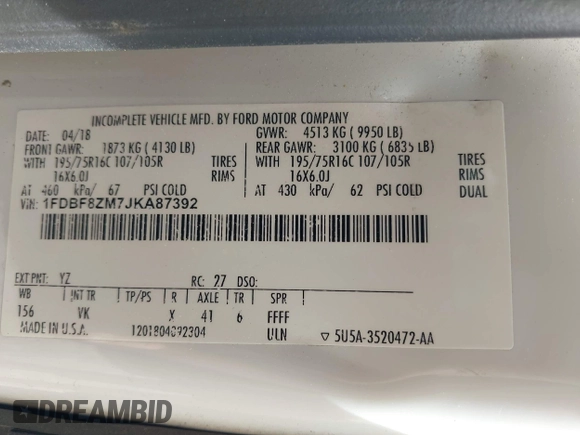 INCOMPLETE VEHICLE MFD. BY FORD MOTOR COMPANY
DATE: 04/18 GVWR: 4513 KG ( 9950 LB)
FRONT GAWR: 1873 KG ( 4130 LB) REAR GAWR: 3100 KG ( 6835 LB)
WITH 195/75R16C 107/105R TIRES WITH 195/75R16C 107/105R TIRES
16X6.0J RIMS 16X6.0J RIMS
AT 460 kPa/ 67 PSI COLD AT 430 kPa/ 62 PSI COLD DUAL
VIN: 1FDBF8ZM7JKA87392
EXT PNT: YZ RC: 27 DSO:
WB INT TR TP/PS R AXLE TR SPR
156 VK X 41 6 FFFF
MADE IN U.S.A. ULN ▽ 5U5A-3520472-AA
DREAMBID